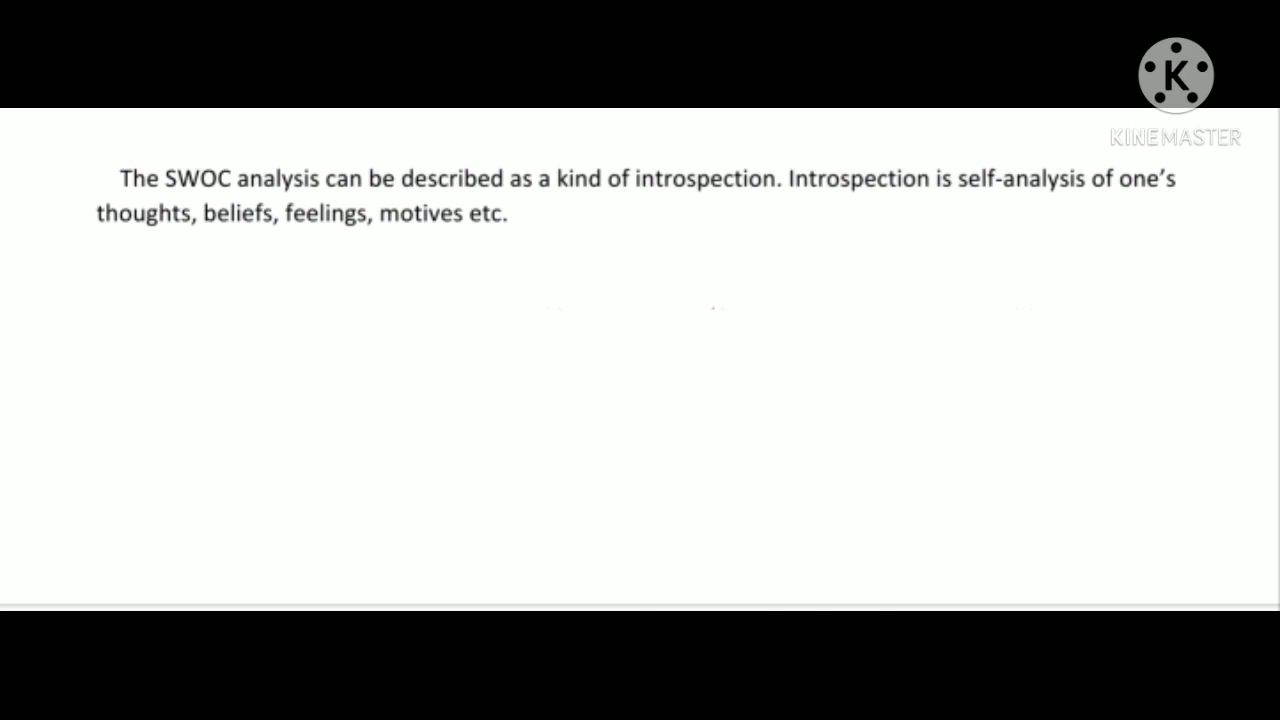 K
KINEMASTER
The SWOC analysis can be described as a kind of introspection. Introspection is self-analysis of one's
thoughts, beliefs, feelings, motives etc.